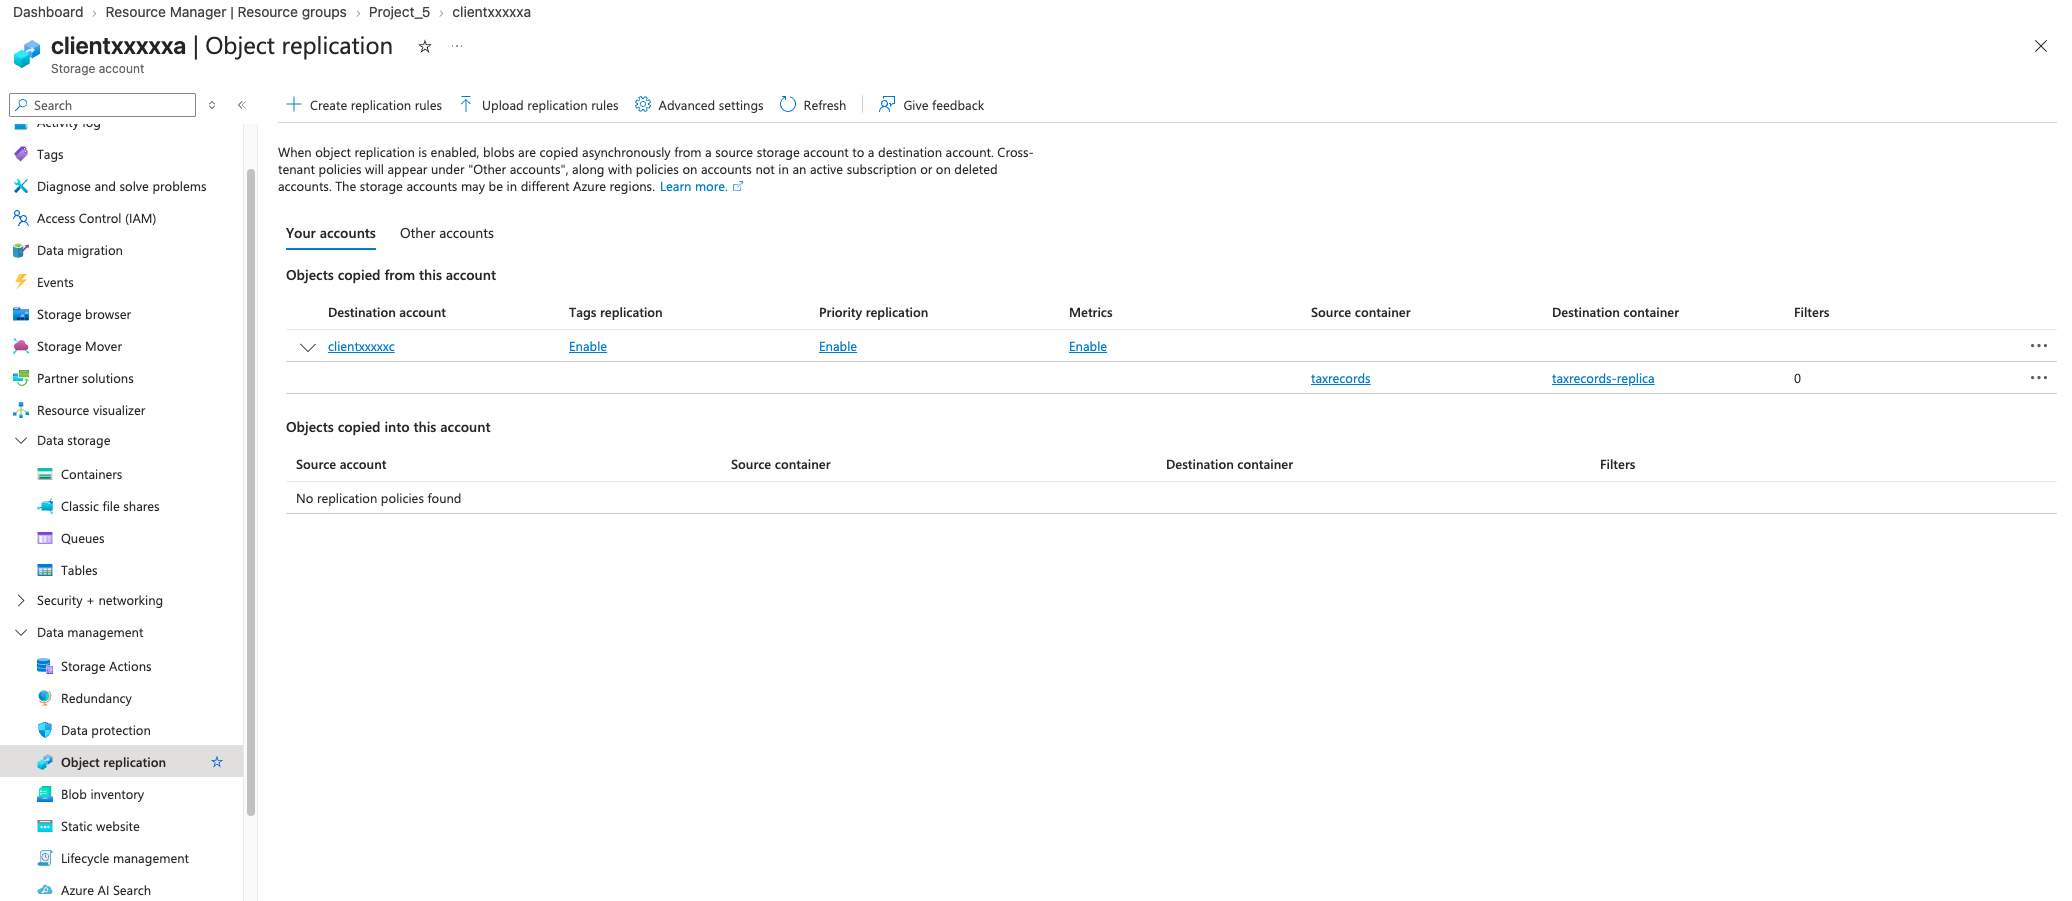 Dashboard > Resource Manager | Resource groups > Project_5 > clientxxxxxa
clientxxxxxa | Object replication
Storage account
Search
Activity log
Tags
Diagnose and solve problems
Access Control (IAM)
Data migration
Events
Storage browser
Storage Mover
Partner solutions
Resource visualizer
Data storage
Containers
Classic file shares
Queues
Tables
Security + networking
Data management
Storage Actions
Redundancy
Data protection
Object replication
Blob inventory
Static website
Lifecycle management
Azure AI Search
Create replication rules Upload replication rules Advanced settings Refresh Give feedback
When object replication is enabled, blobs are copied asynchronously from a source storage account to a destination account. Cross-
tenant policies will appear under "Other accounts", along with policies on accounts not in an active subscription or on deleted
accounts. The storage accounts may be in different Azure regions. Learn more.
Your accounts Other accounts
Objects copied from this account
Destination account Tags replication Priority replication Metrics Source container Destination container Filters
clientxxxxxc Enable Enable Enable
taxrecords taxrecords-replica 0
Objects copied into this account
Source account Source container Destination container Filters
No replication policies found